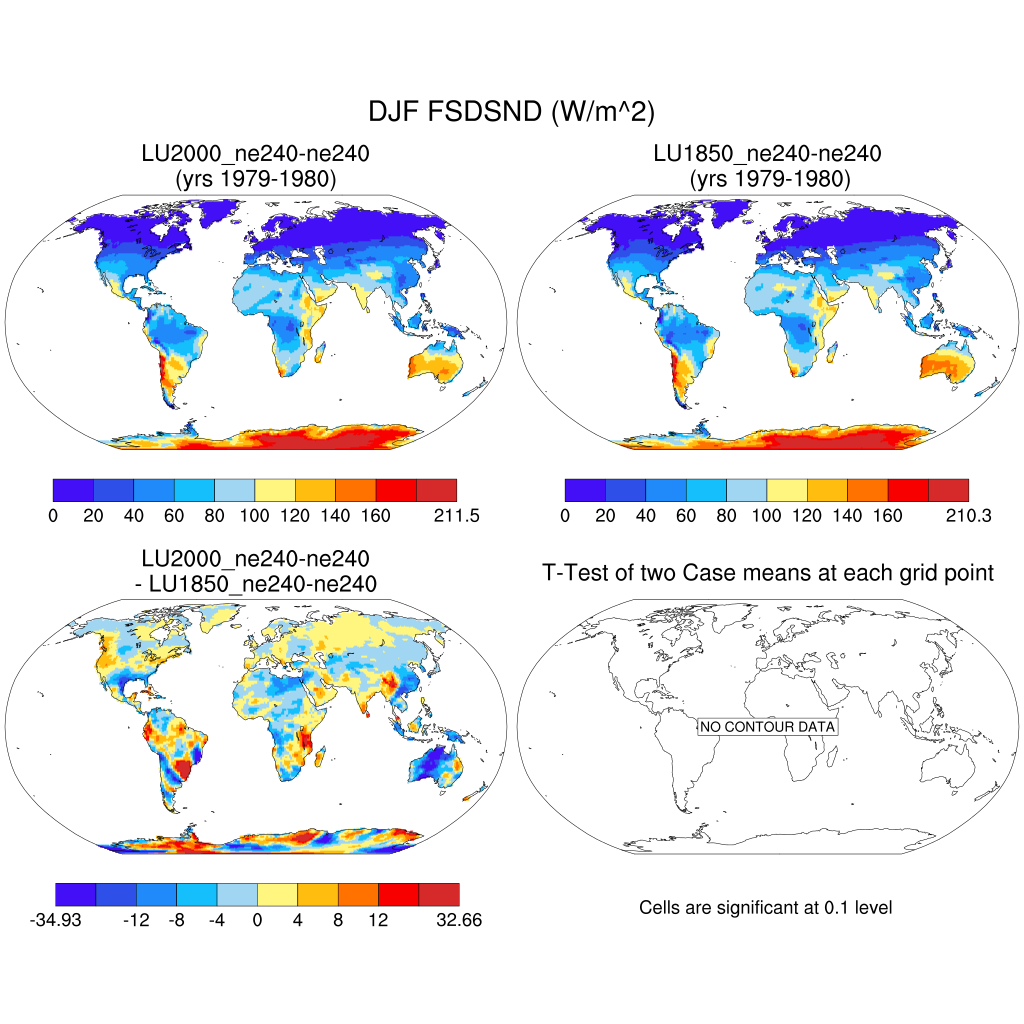 DJF FSDSND (W/m^2)
LU2000_ne240-ne240
(yrs 1979-1980)
LU1850_ne240-ne240
(yrs 1979-1980)
0 20 40 60 80 100 120 140 160 211.5
0 20 40 60 80 100 120 140 160 210.3
LU2000_ne240-ne240
- LU1850_ne240-ne240
T-Test of two Case means at each grid point
NO CONTOUR DATA
-34.93 -12 -8 -4 0 4 8 12 32.66
Cells are significant at 0.1 level